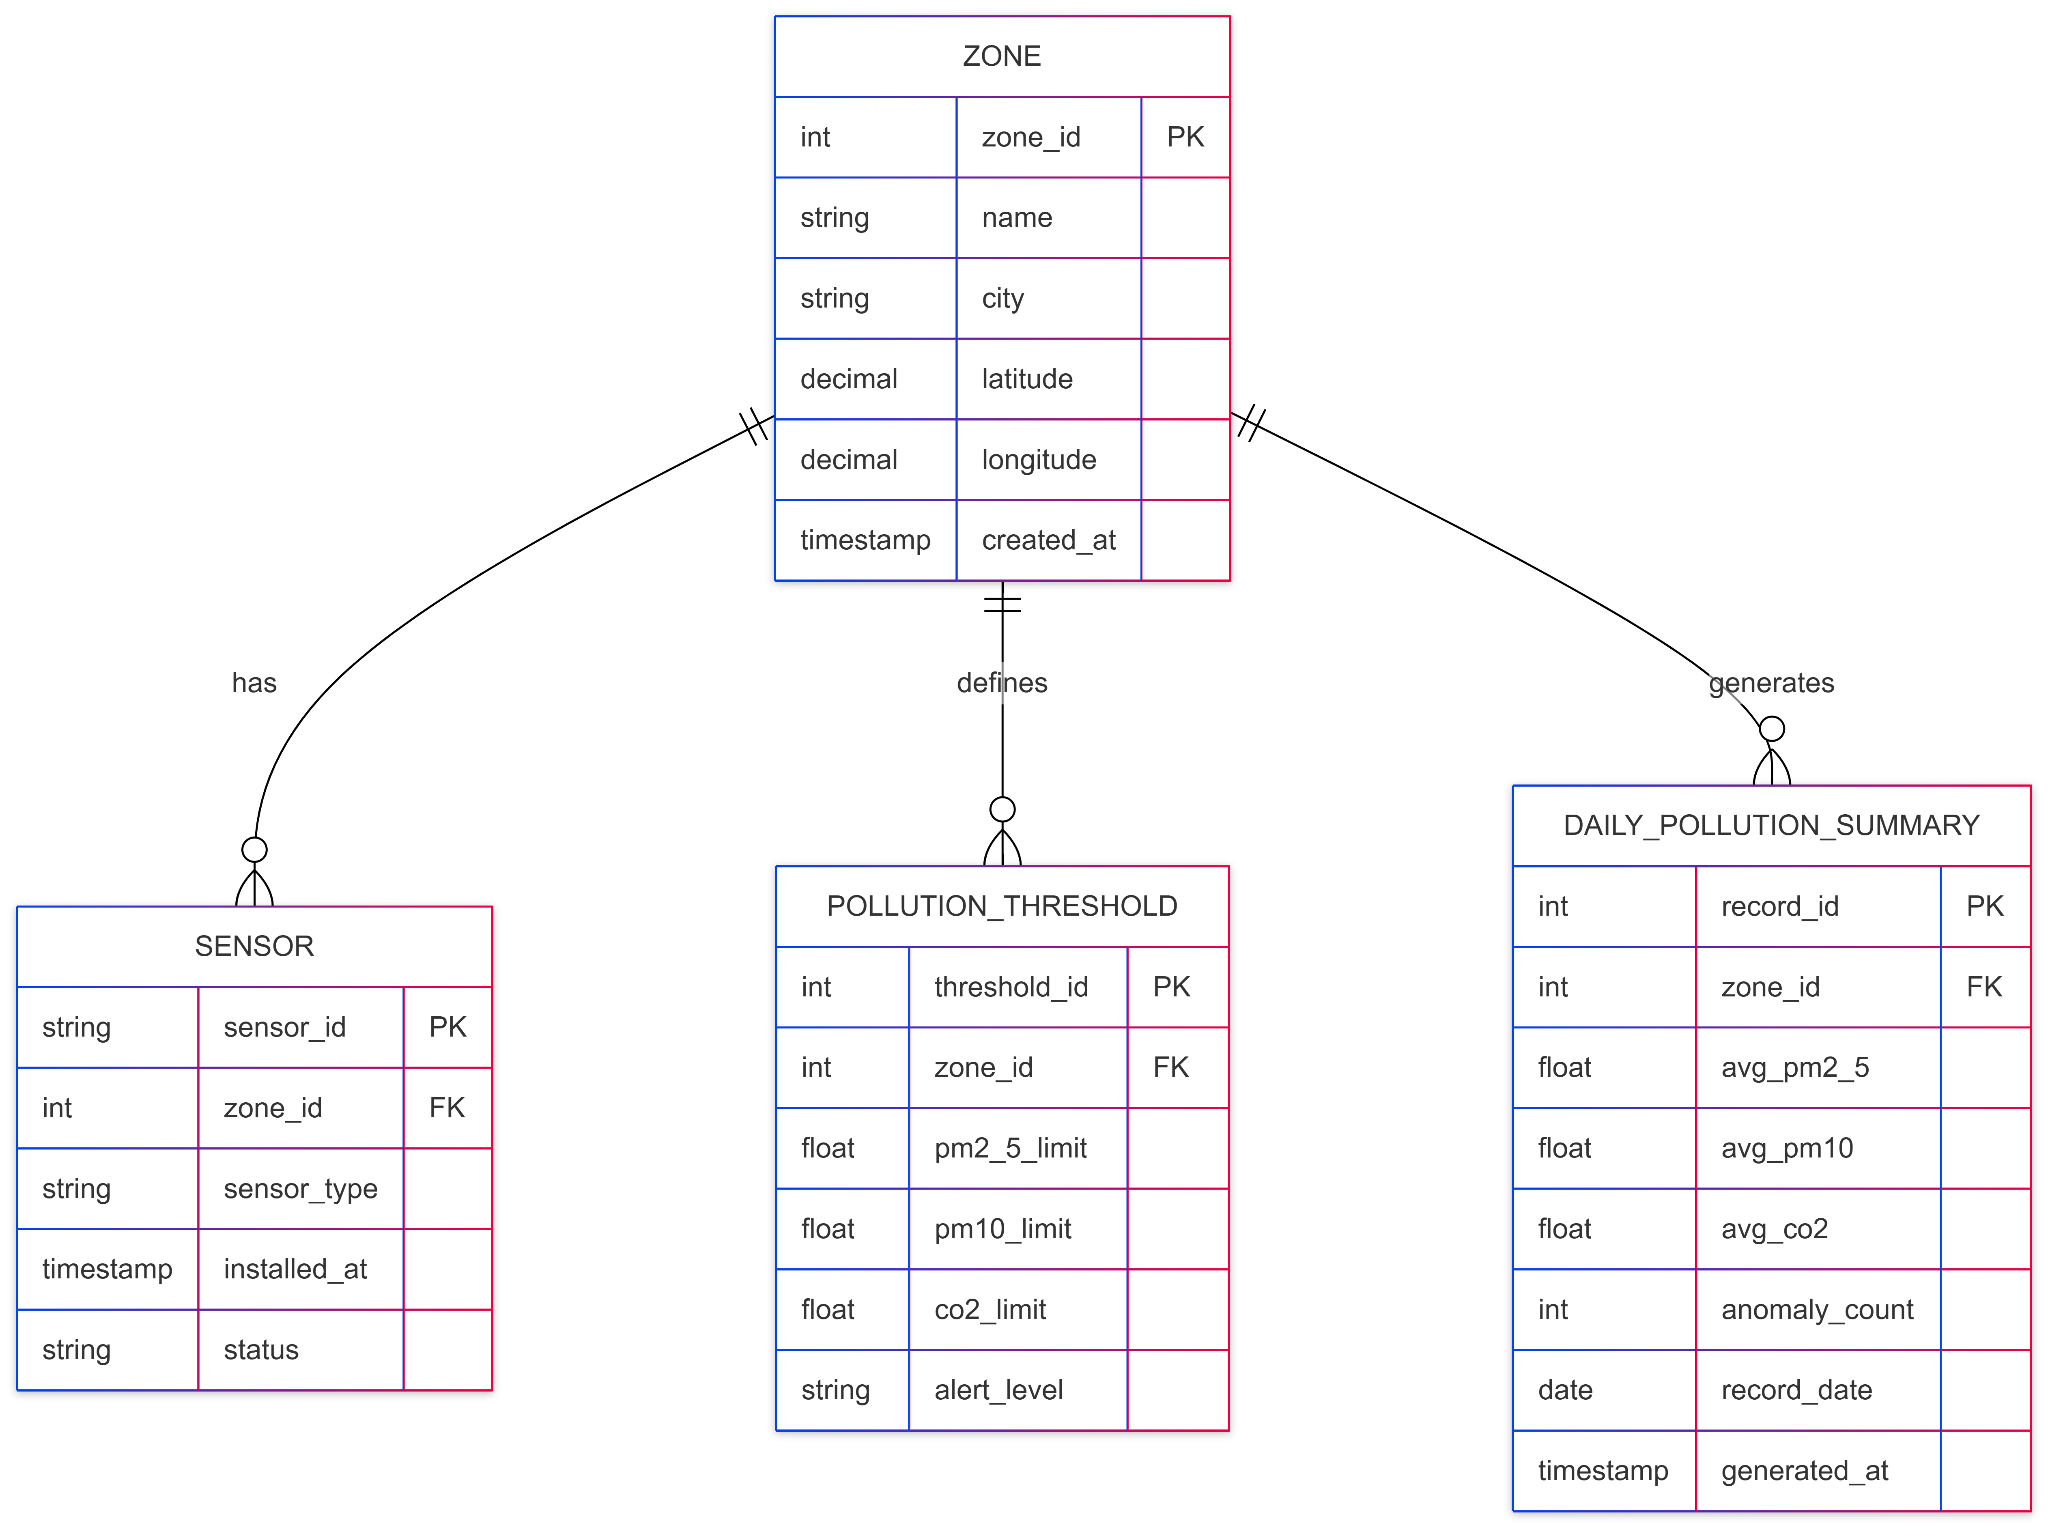 ZONE
int zone_id PK
string name
string city
decimal latitude
decimal longitude
timestamp created_at
has
defines
generates
SENSOR
string sensor_id PK
int zone_id FK
string sensor_type
timestamp installed_at
string status
POLLUTION_THRESHOLD
int threshold_id PK
int zone_id FK
float pm2_5_limit
float pm10_limit
float co2_limit
string alert_level
DAILY_POLLUTION_SUMMARY
int record_id PK
int zone_id FK
float avg_pm2_5
float avg_pm10
float avg_co2
int anomaly_count
date record_date
timestamp generated_at